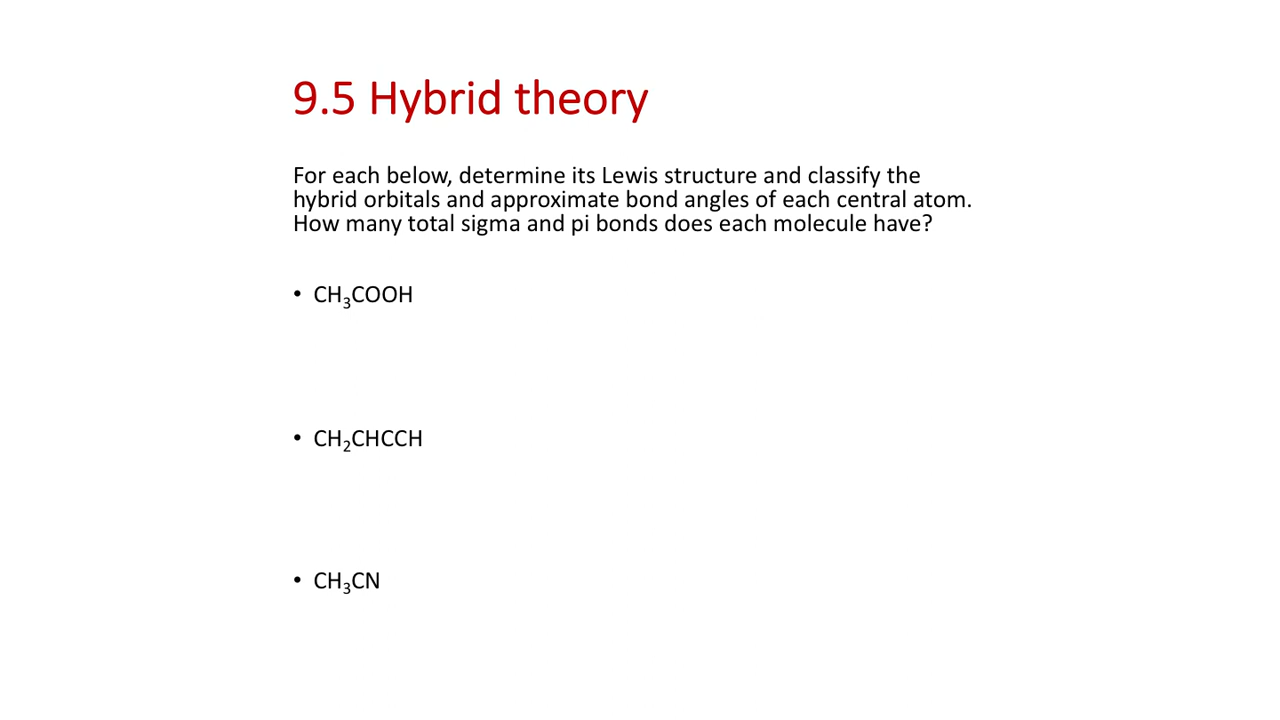 9.5 Hybrid theory
For each below, determine its Lewis structure and classify the
hybrid orbitals and approximate bond angles of each central atom.
How many total sigma and pi bonds does each molecule have?
• CH₃COOH
• CH₂CHCCH
• CH₃CN